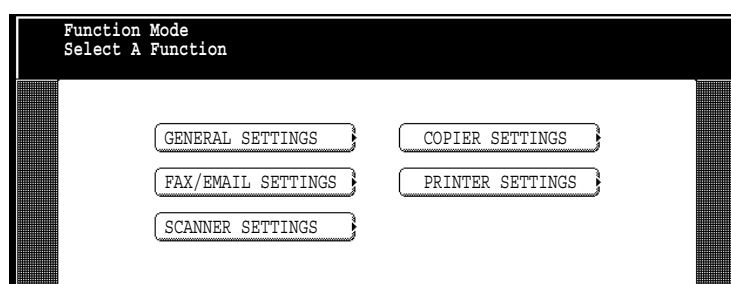 Function Mode
Select A Function
GENERAL SETTINGS
COPIER SETTINGS
FAX/EMAIL SETTINGS
PRINTER SETTINGS
SCANNER SETTINGS